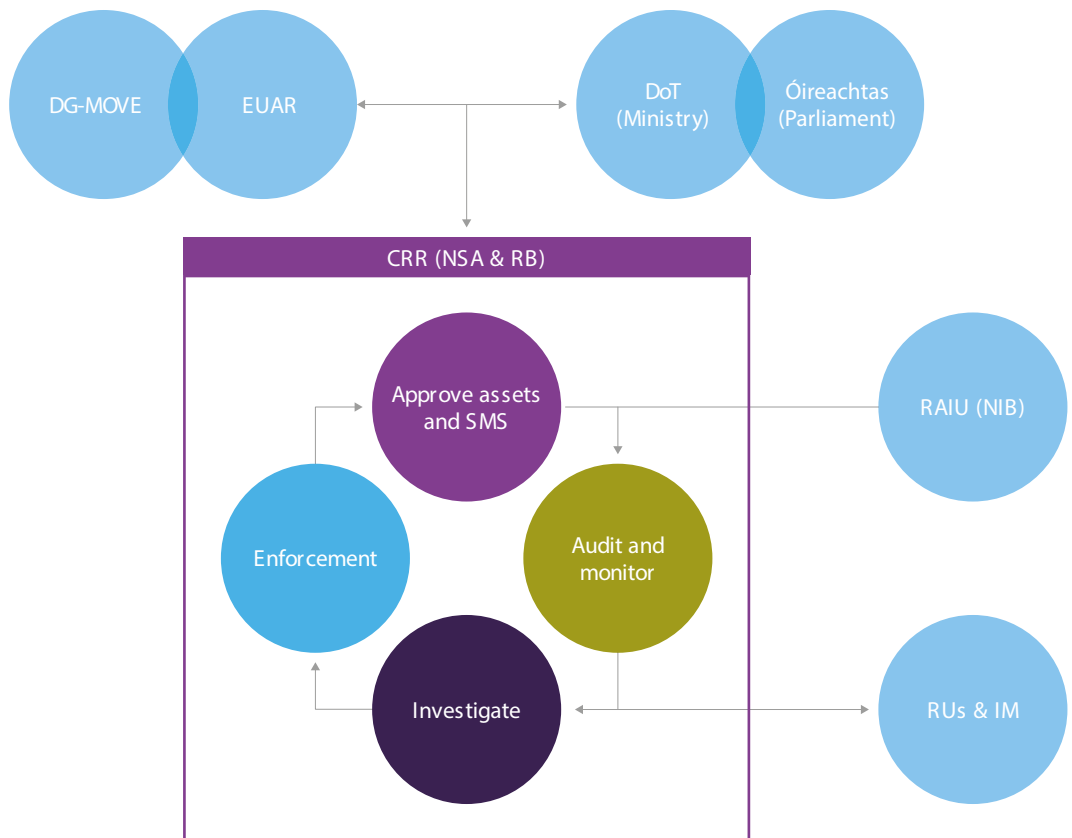 DG-MOVE
EUAR
DoT
(Ministry)
Óireachtas
(Parliament)
CRR (NSA & RB)
Approve assets
and SMS
RAIU (NIB)
Enforcement
Audit and
monitor
Investigate
RUs & IM